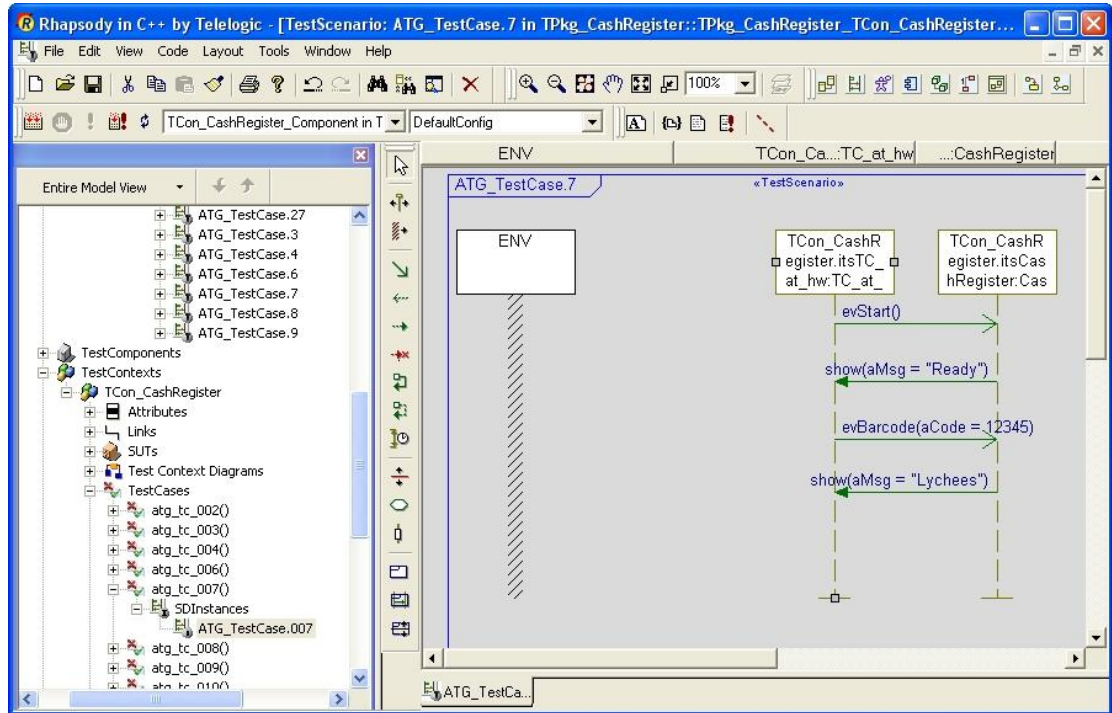 Rhapsody in C++ by Telelogic - [TestScenario: ATG_TestCase.7 in TPkg_CashRegister::TPkg_CashRegister_TCon_CashRegister...
File Edit View Code Layout Tools Window Help
100%
TCon_CashRegister_Component in T DefaultConfig
Entire Model View
ATG_TestCase.27
ATG_TestCase.3
ATG_TestCase.4
ATG_TestCase.6
ATG_TestCase.7
ATG_TestCase.8
ATG_TestCase.9
TestComponents
TestContexts
TCon_CashRegister
Attributes
Links
SUTs
Test Context Diagrams
TestCases
atg_tc_002()
atg_tc_003()
atg_tc_004()
atg_tc_006()
atg_tc_007()
SDInstances
ATG_TestCase.007
atg_tc_008()
atg_tc_009()
atg_tc_010()
ENV TCon_Ca...:TC_at_hw ...:CashRegister
ATG_TestCase.7 «TestScenario»
ENV
TCon_CashR
egister.itsTC_
at_hw:TC_at_
TCon_CashR
egister.itsCas
hRegister:Cas
evStart()
show(aMsg = "Ready")
evBarcode(aCode = 12345)
show(aMsg = "Lychees")
ATG_TestCa...